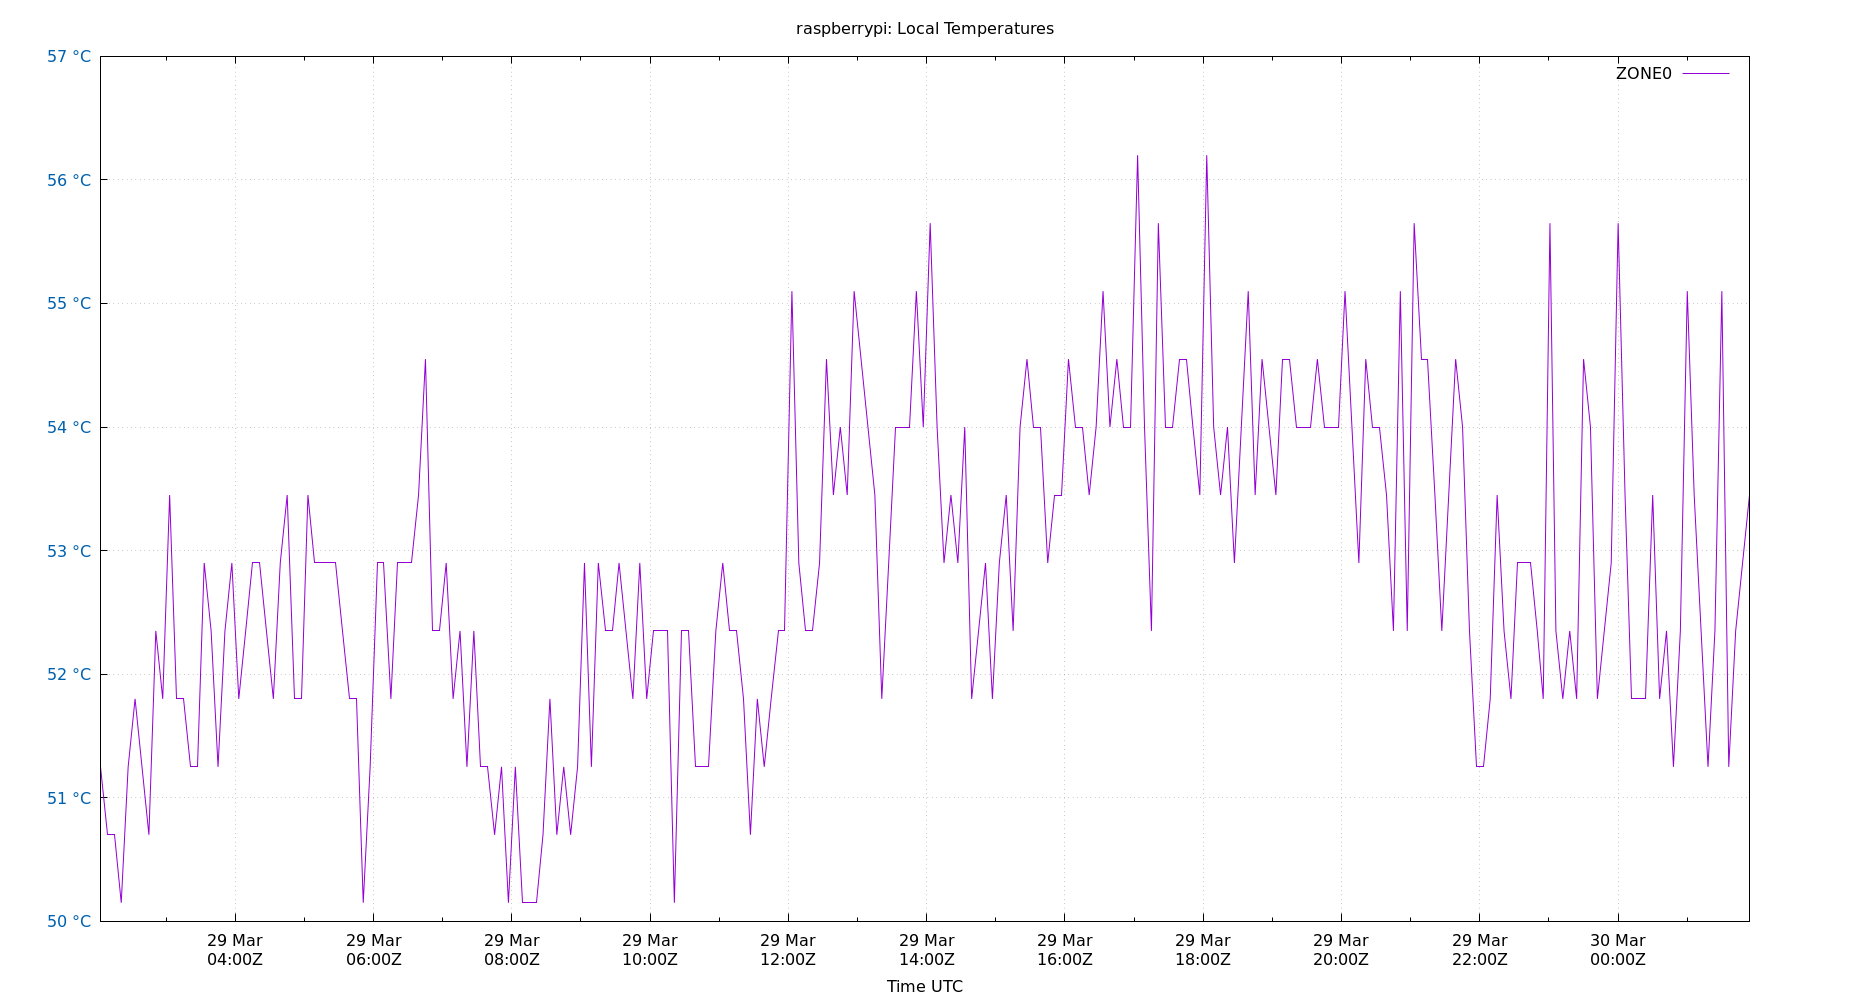 raspberrypi: Local Temperatures
57 °C
ZONE0
56 °C
55 °C
54 °C
53 °C
52 °C
51 °C
50 °C
29 Mar 29 Mar 29 Mar 29 Mar 29 Mar 29 Mar 29 Mar 29 Mar 29 Mar 29 Mar 30 Mar
04:00Z 06:00Z 08:00Z 10:00Z 12:00Z 14:00Z 16:00Z 18:00Z 20:00Z 22:00Z 00:00Z
Time UTC